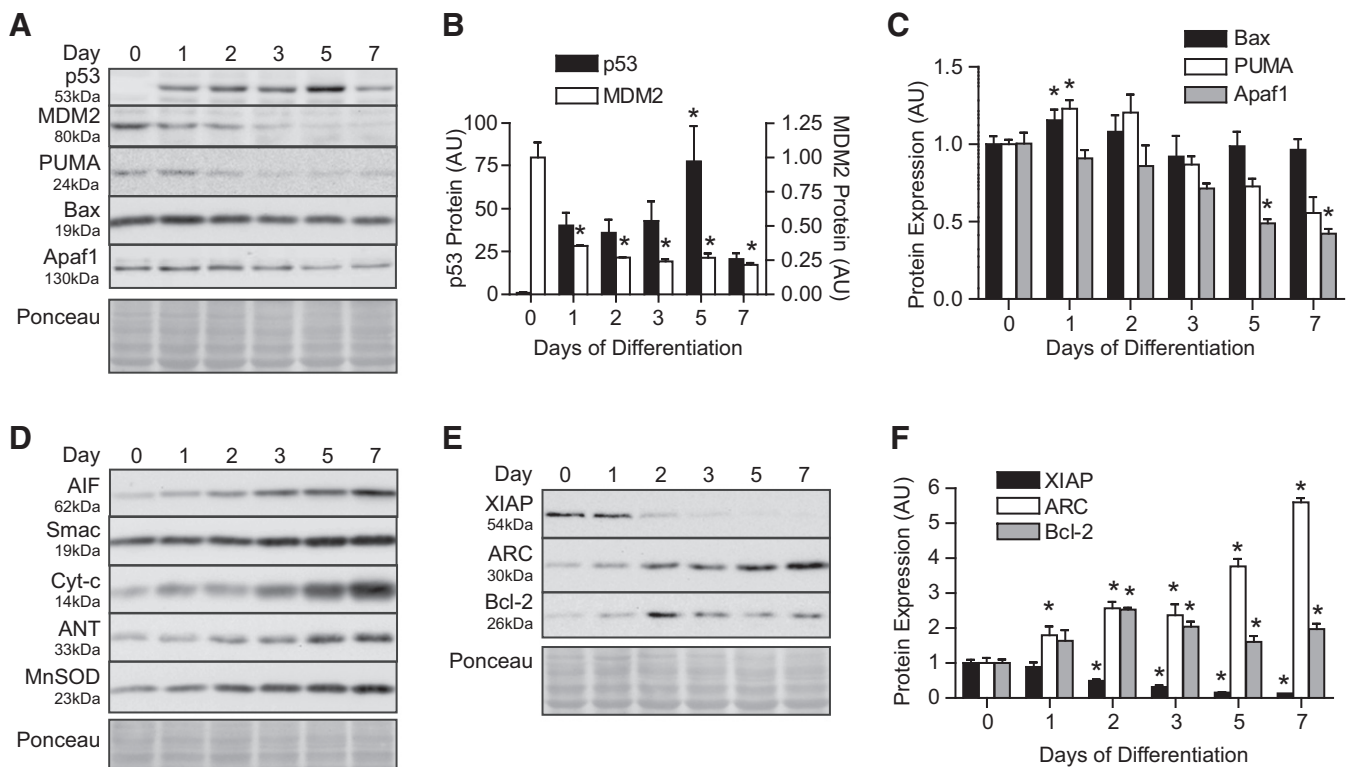 A
Day 0 1 2 3 5 7
p53
53kDa
MDM2
80kDa
PUMA
24kDa
Bax
19kDa
Apaf1
130kDa
Ponceau
B
p53
MDM2
p53 Protein (AU)
100
75
50
25
0
* * * * * *
MDM2 Protein (AU)
1.25
1.00
0.75
0.50
0.25
0.00
0 1 2 3 5 7
Days of Differentiation
C
Bax
PUMA
Apaf1
Protein Expression (AU)
1.5
1.0
0.5
0.0
* * * *
0 1 2 3 5 7
Days of Differentiation
D
Day 0 1 2 3 5 7
AIF
62kDa
Smac
19kDa
Cyt-c
14kDa
ANT
33kDa
MnSOD
23kDa
Ponceau
E
Day 0 1 2 3 5 7
XIAP
54kDa
ARC
30kDa
Bcl-2
26kDa
Ponceau
F
XIAP
ARC
Bcl-2
Protein Expression (AU)
6
5
4
3
2
1
0
* * * * * * * * * * * * *
0 1 2 3 5 7
Days of Differentiation